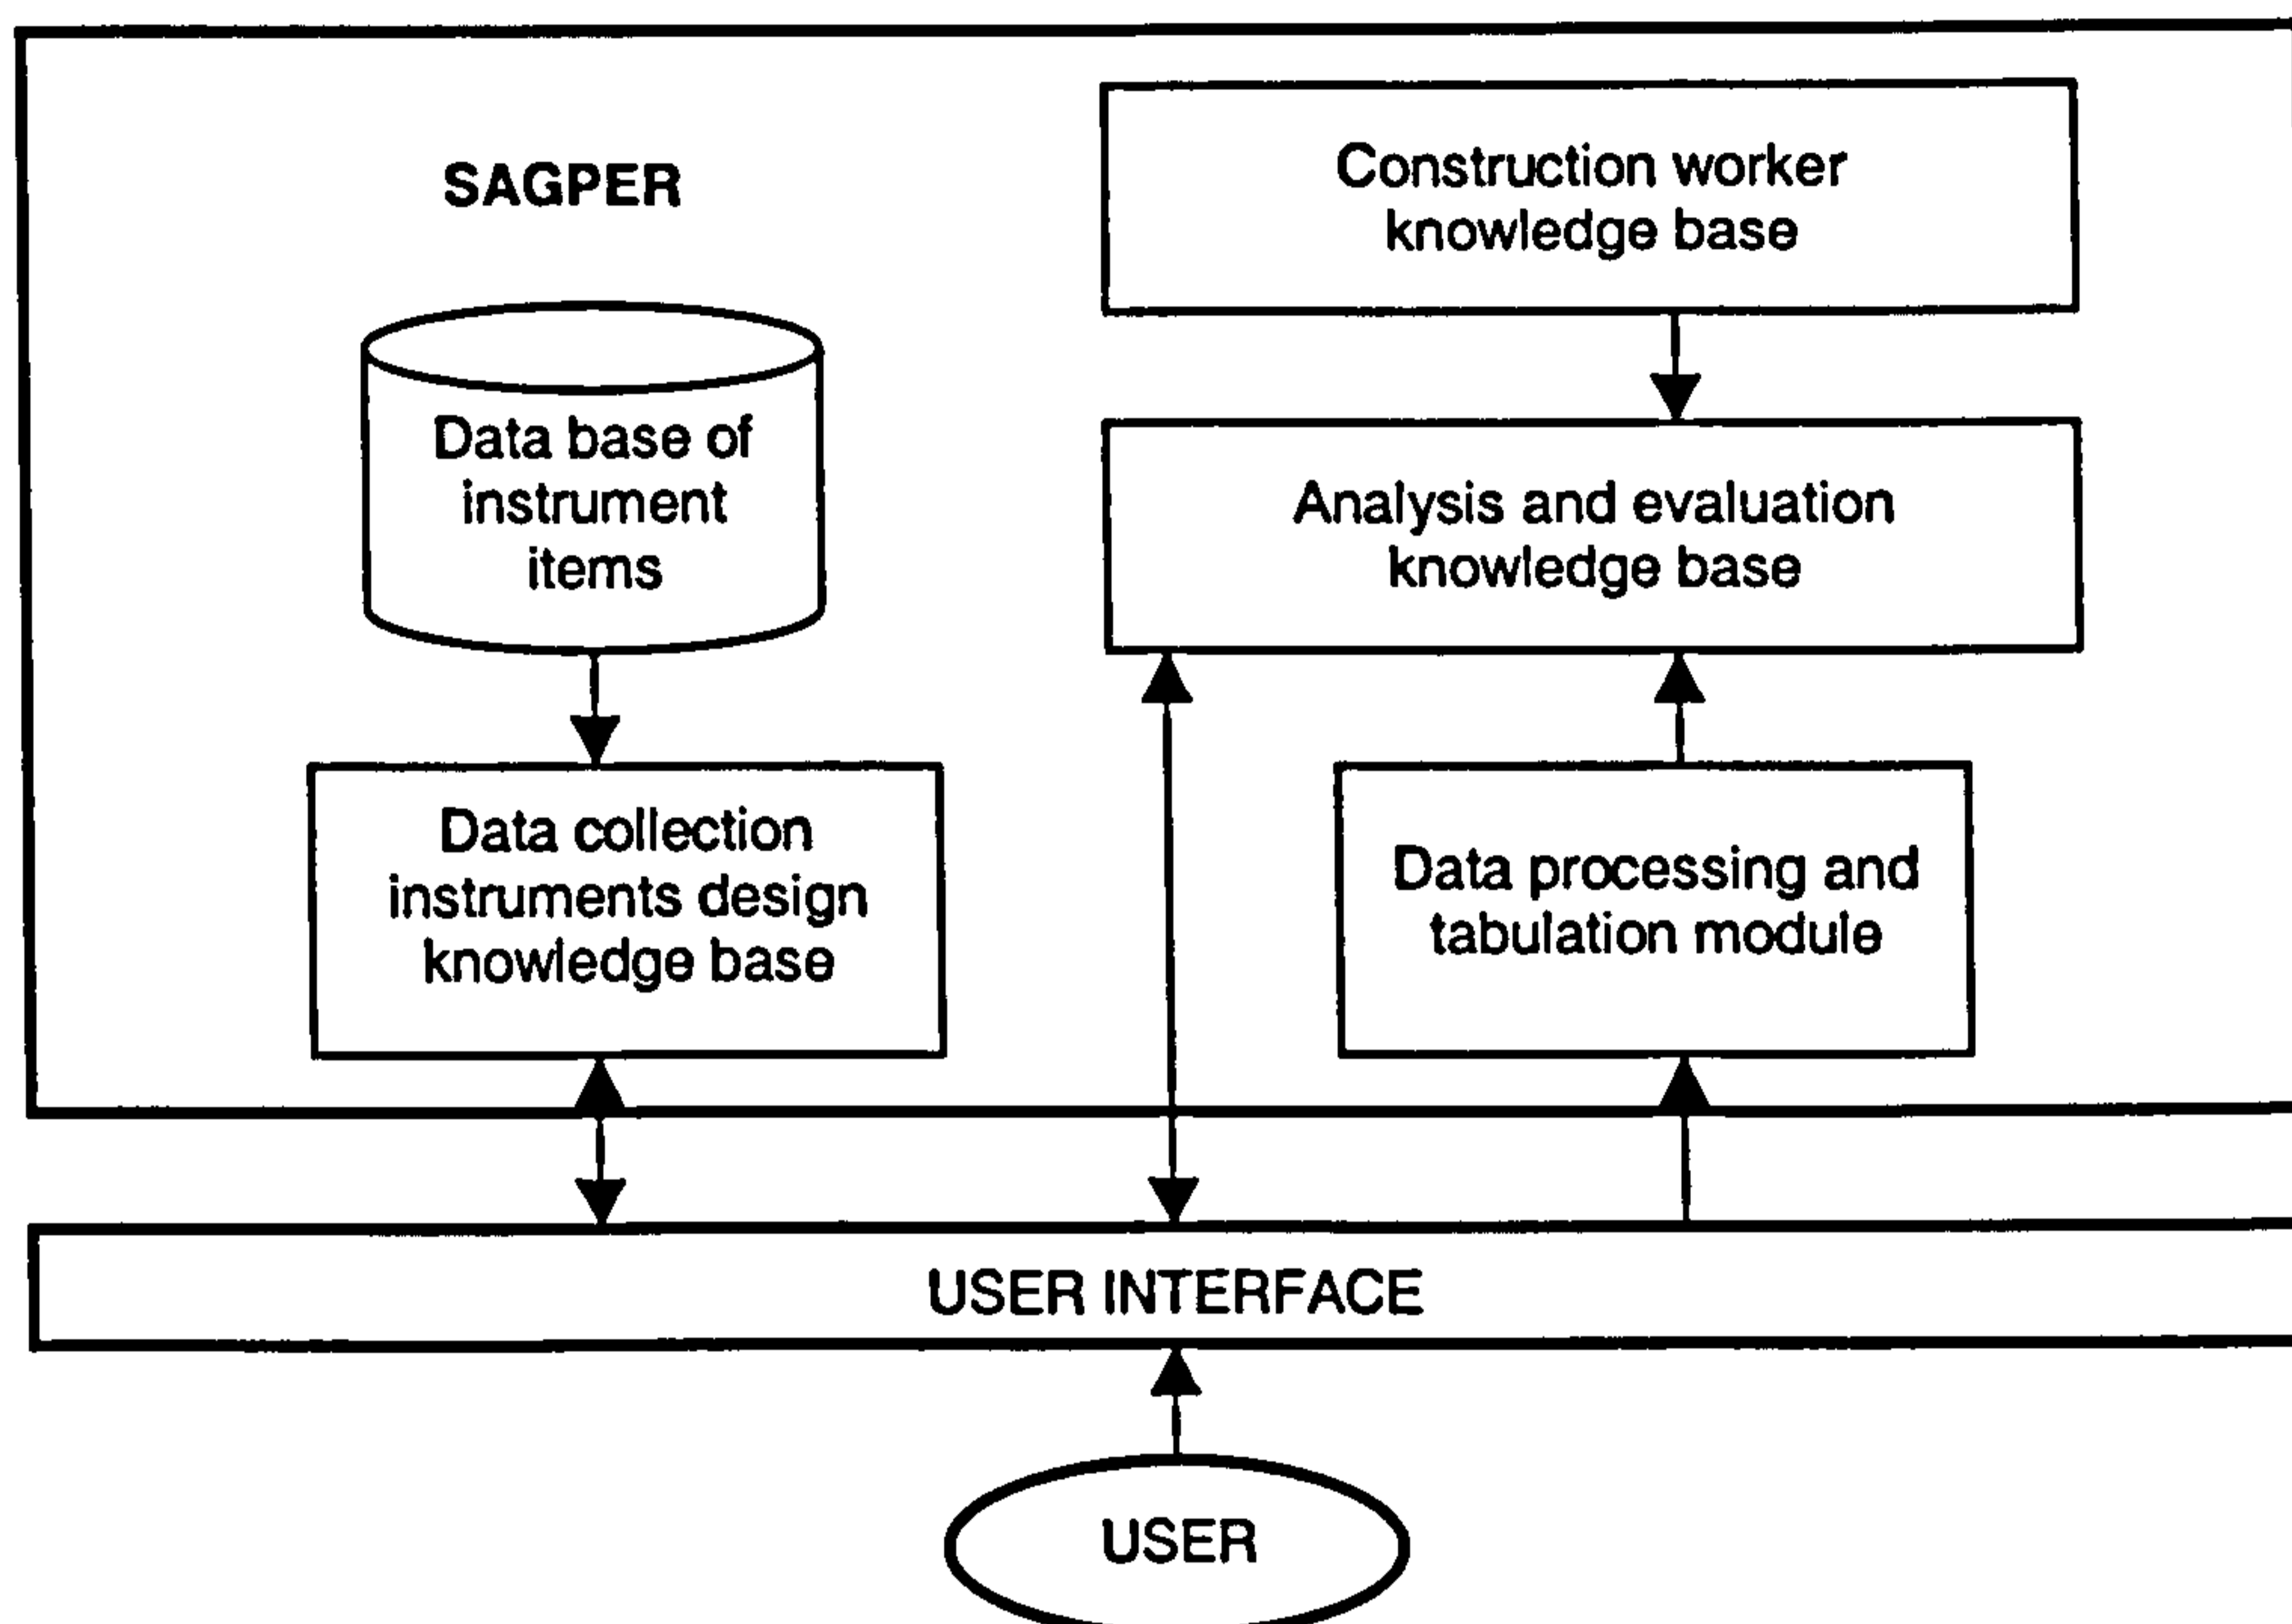 SAGPER
Construction worker
knowledge base
Data base of
instrument
items
Analysis and evaluation
knowledge base
Data collection
instruments design
knowledge base
Data processing and
tabulation module
USER INTERFACE
USER